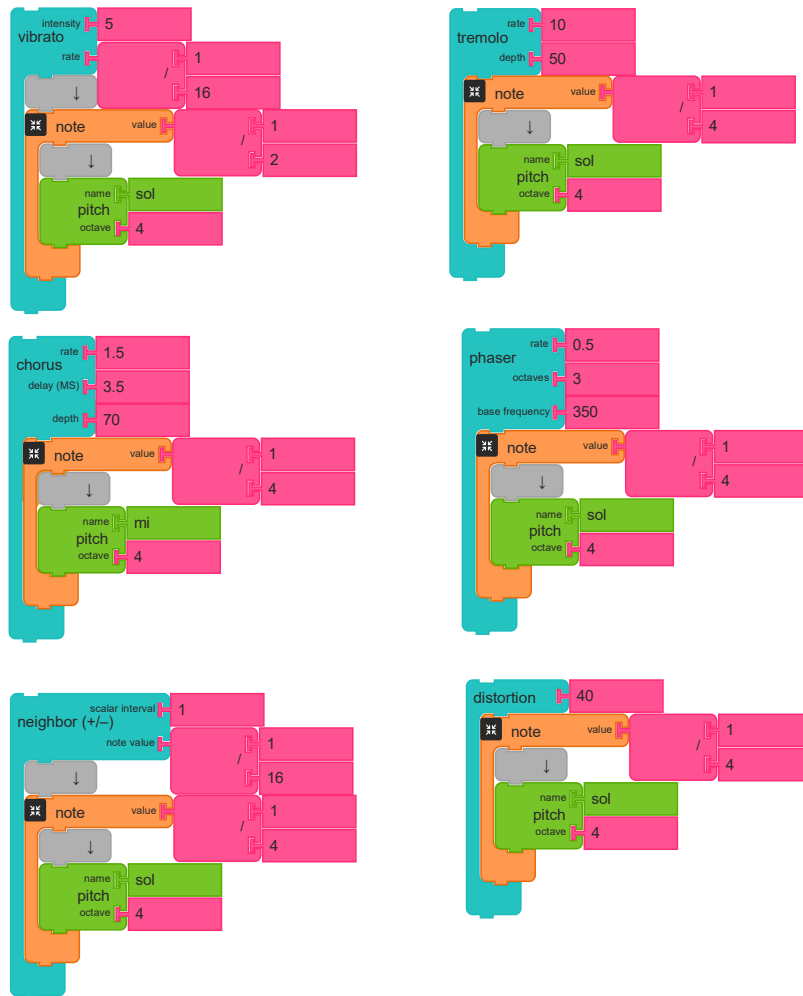 intensity 5
vibrato
rate 1
/
16
↓
note value 1
/
2
↓
name sol
pitch
octave 4
rate 10
tremolo
depth 50
note value 1
/
4
↓
name sol
pitch
octave 4
rate 1.5
chorus
delay (MS) 3.5
depth 70
note value 1
/
4
↓
name mi
pitch
octave 4
rate 0.5
phaser
octaves 3
base frequency 350
note value 1
/
4
↓
name sol
pitch
octave 4
scalar interval 1
neighbor (+/–)
note value 1
/
16
↓
note value 1
/
4
↓
name sol
pitch
octave 4
distortion 40
note value 1
/
4
↓
name sol
pitch
octave 4